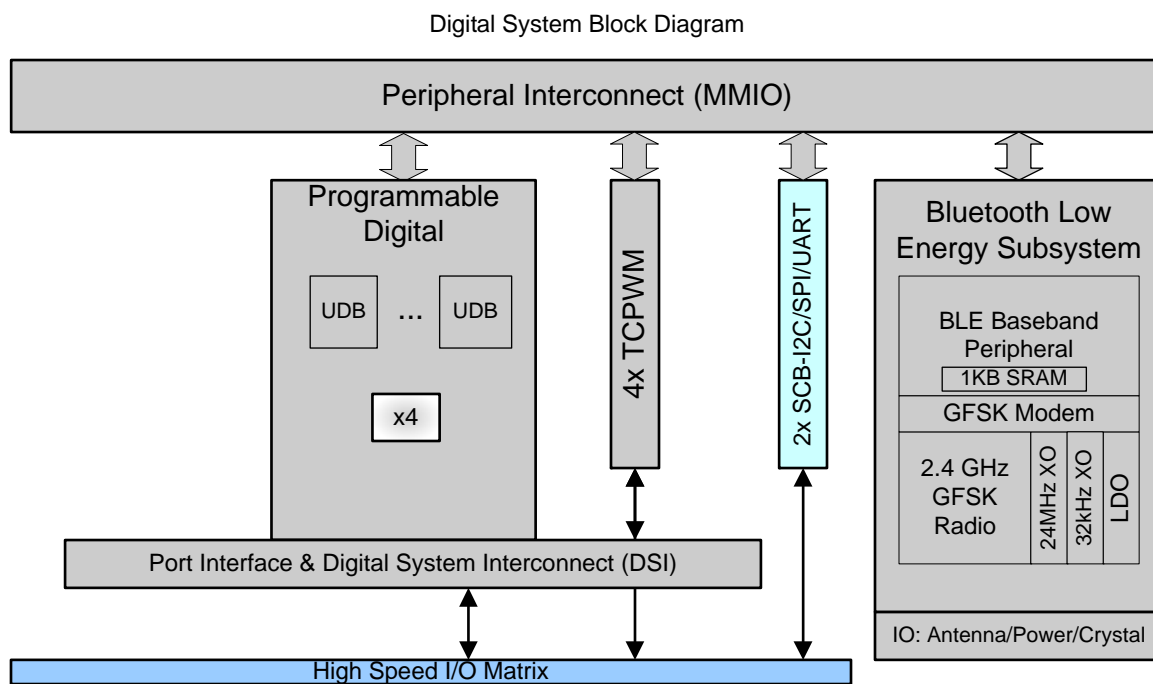 Digital System Block Diagram
Peripheral Interconnect (MMIO)
Programmable
Digital
UDB
...
UDB
x4
4x TCPWM
2x SCB-I2C/SPI/UART
Bluetooth Low
Energy Subsystem
BLE Baseband
Peripheral
1KB SRAM
GFSK Modem
2.4 GHz
GFSK
Radio
24MHz XO
32kHz XO
LDO
Port Interface & Digital System Interconnect (DSI)
IO: Antenna/Power/Crystal
High Speed I/O Matrix